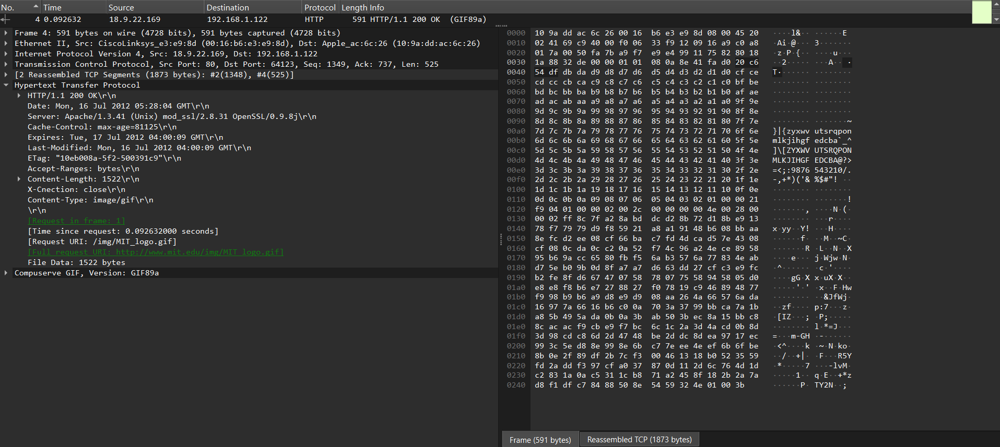 No. Time Source Destination Protocol Length Info
4 0.092632 18.9.22.169 192.168.1.122 HTTP 591 HTTP/1.1 200 OK (GIF89a)
Frame 4: 591 bytes on wire (4728 bits), 591 bytes captured (4728 bits)
Ethernet II, Src: CiscoLinksys_e3:e9:8d (00:16:b6:e3:e9:8d), Dst: Apple_ac:6c:26 (10:9a:dd:ac:6c:26)
Internet Protocol Version 4, Src: 18.9.22.169, Dst: 192.168.1.122
Transmission Control Protocol, Src Port: 80, Dst Port: 64123, Seq: 1349, Ack: 737, Len: 525
[2 Reassembled TCP Segments (1873 bytes): #2(1348), #4(525)]
Hypertext Transfer Protocol
HTTP/1.1 200 OK\r\n
Date: Mon, 16 Jul 2012 05:28:04 GMT\r\n
Server: Apache/1.3.41 (Unix) mod_ssl/2.8.31 OpenSSL/0.9.8j\r\n
Cache-Control: max-age=81125\r\n
Expires: Tue, 17 Jul 2012 04:00:09 GMT\r\n
Last-Modified: Mon, 16 Jul 2012 04:00:09 GMT\r\n
ETag: "10eb008a-5f2-500391c9"\r\n
Accept-Ranges: bytes\r\n
Content-Length: 1522\r\n
X-Cnection: close\r\n
Content-Type: image/gif\r\n
\r\n
[Request in frame: 1]
[Time since request: 0.092632000 seconds]
[Request URI: /img/MIT_logo.gif]
[Full request URI: http://www.mit.edu/img/MIT_logo.gif]
File Data: 1522 bytes
Compuserve GIF, Version: GIF89a
0000 10 9a dd ac 6c 26 00 16 b6 e3 e9 8d 08 00 45 20 ····l&·· ······E
0010 02 41 69 c9 40 00 f0 06 33 f9 12 09 16 a9 c0 a8 ·Ai·@··· 3·······
0020 01 7a 00 50 fa 7b a9 f7 e9 e4 99 11 75 82 80 18 ·z·P·{·· ····u···
0030 1a 88 32 de 00 00 01 01 08 0a 8e 41 fa d0 20 c6 ··2····· ···A·· ·
0040 54 df db da d9 d8 d7 d6 d5 d4 d3 d2 d1 d0 cf ce T······· ········
0050 cd cc cb ca c9 c8 c7 c6 c5 c4 c3 c2 c1 c0 bf be ········ ········
0060 bd bc bb ba b9 b8 b7 b6 b5 b4 b3 b2 b1 b0 af ae ········ ········
0070 ad ac ab aa a9 a8 a7 a6 a5 a4 a3 a2 a1 a0 9f 9e ········ ········
0080 9d 9c 9b 9a 99 98 97 96 95 94 93 92 91 90 8f 8e ········ ········
0090 8d 8c 8b 8a 89 88 87 86 85 84 83 82 81 80 7f 7e ········ ·······~
00a0 7d 7c 7b 7a 79 78 77 76 75 74 73 72 71 70 6f 6e }|{zyxwv utsrqpon
00b0 6d 6c 6b 6a 69 68 67 66 65 64 63 62 61 60 5f 5e mlkjihgf edcba`_^
00c0 5d 5c 5b 5a 59 58 57 56 55 54 53 52 51 50 4f 4e ]\[ZYXWV UTSRQPON
00d0 4d 4c 4b 4a 49 48 47 46 45 44 43 42 41 40 3f 3e MLKJIHGF EDCBA@?>
00e0 3d 3c 3b 3a 39 38 37 36 35 34 33 32 31 30 2f 2e =<;:9876 543210/.
00f0 2d 2c 2b 2a 29 28 27 26 25 24 23 22 21 20 1f 1e -,+*)('& %$#"! ··
0100 1d 1c 1b 1a 19 18 17 16 15 14 13 12 11 10 0f 0e ········ ········
0110 0d 0c 0b 0a 09 08 07 06 05 04 03 02 01 00 00 21 ········ ·······!
0120 f9 04 01 00 00 02 00 2c 00 00 00 00 4e 00 28 00 ·······, ····N·(·
0130 00 02 ff 8c 7f a2 8a bd dc d2 8b 72 d1 8b e9 13 ········ ···r····
0140 78 f7 79 79 d9 f8 59 21 a8 a1 91 48 b6 08 bb aa x·yy··Y! ···H····
0150 8e fc d2 ee 08 cf 66 ba c7 fd 4d ca d5 7e 43 08 ······f· ··M··~C·
0160 cf 08 0c da 0c c2 0a 52 f7 4c 96 a2 4e ce 89 58 ·······R ·L··N··X
0170 95 b6 9a cc 65 80 fb f5 6a b3 57 6a 77 83 4e ab ····e··· j·Wjw·N·
0180 d7 5e b0 9b 0d 8f a7 a7 d6 63 dd 27 cf c3 e9 fc ·^······ ·c·'····
0190 b2 fe 8f d6 67 47 07 58 78 07 75 58 94 58 05 d0 ····gG·X x·uX·X··
01a0 e8 e8 f8 b6 e7 27 88 27 f0 78 19 c9 46 89 48 77 ·····'·' ·x··F·Hw
01b0 f9 98 b9 b6 a9 d8 e9 d9 08 aa 26 4a 66 57 6a da ········ ··&JfWj·
01c0 16 97 7a 66 16 b6 c0 0a 70 3a 37 99 bb ca 7a 1b ··zf···· p:7···z·
01d0 a8 5b 49 5a da 0b 0a 3b ab 50 3b ec 8a 15 bb c8 ·[IZ···; ·P;·····
01e0 8c ac ac f9 cb e9 f7 bc 6c 1c 2a 3d 4a cd 0b 8d ········ l·*=J···
01f0 3d 98 cd c8 6d 2d 47 48 be 2d dc 8d ea 97 17 ec =···m-GH ·-······
0200 99 3c 5e d8 8e 99 8e 6b c7 7e ee 4e ef 6b 6f be ·<^····k ·~·N·ko·
0210 8b 0e 2f 89 df 2b 7c f3 00 46 13 18 b0 52 35 59 ··/··+|· ·F···R5Y
0220 fd 2a dd f3 97 cf a0 37 87 0d 11 2d 6c 76 4d 1d ·*·····7 ···-lvM·
0230 c2 83 1a 0a c5 31 1c b8 71 a2 45 8f 18 2b 2a 7a ·····1·· q·E··+*z
0240 d8 f1 df c7 84 88 50 8e 54 59 32 4e 01 00 3b ······P· TY2N··;
Frame (591 bytes) Reassembled TCP (1873 bytes)